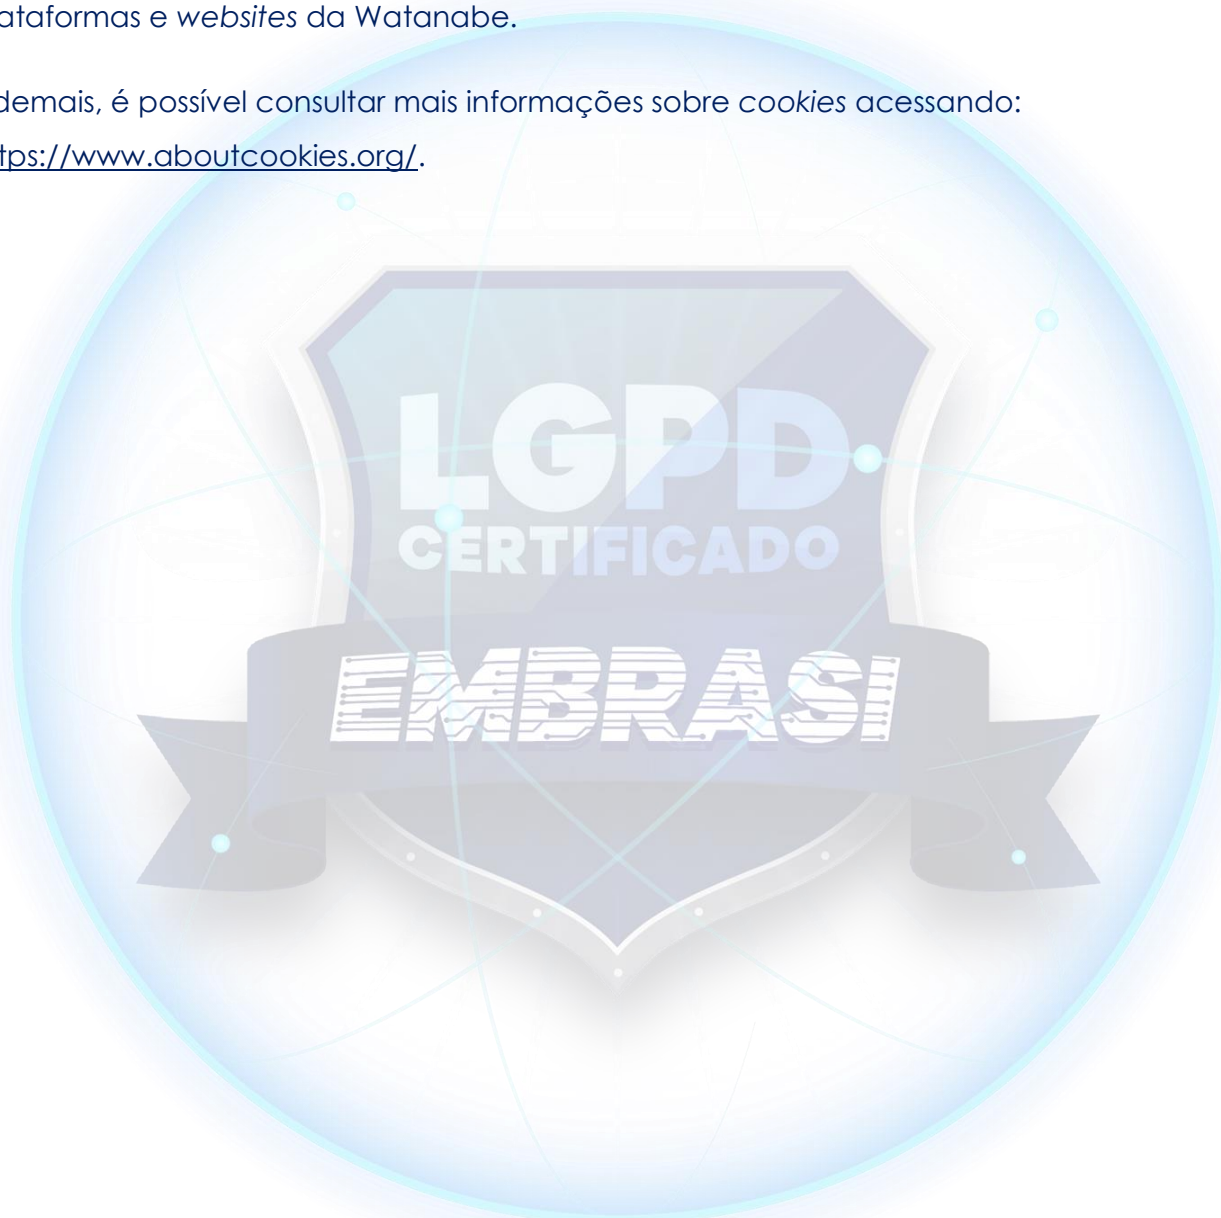 ataformas e websites da Watanabe.
demais, é possível consultar mais informações sobre cookies acessando:
tps://www.aboutcookies.org/.
LGPD
CERTIFICADO
EMBRASI